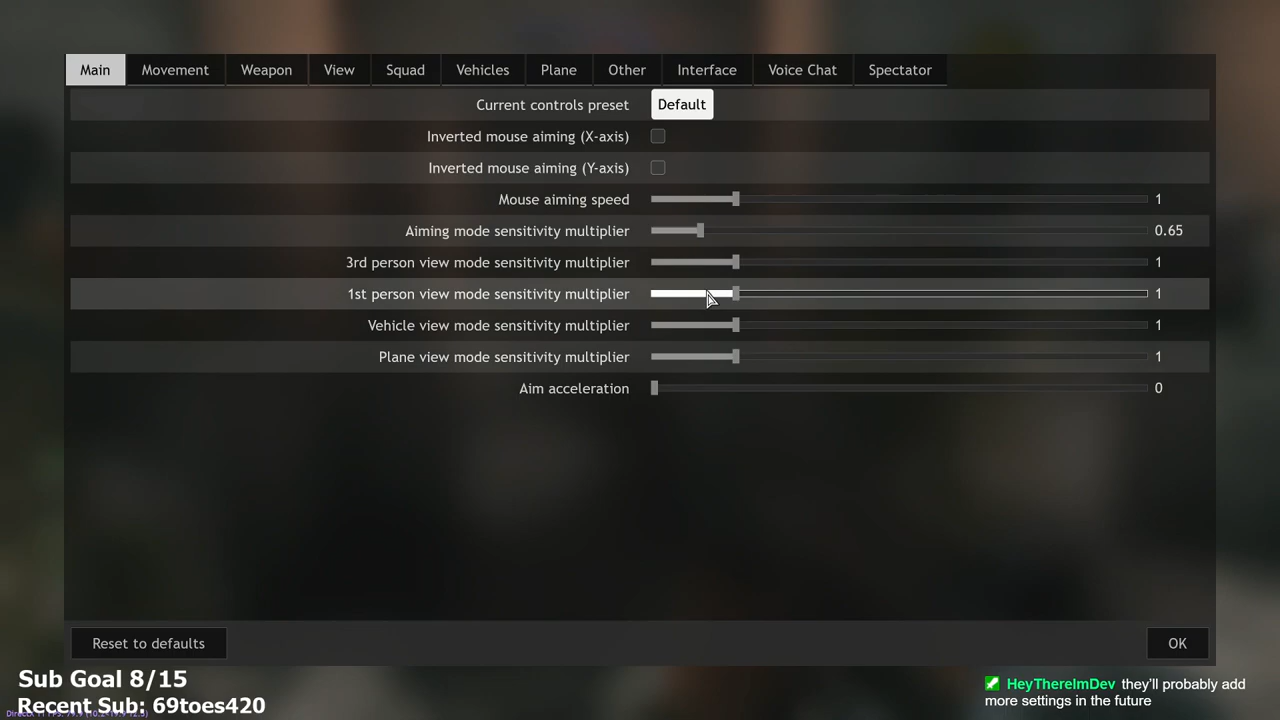 Main Movement Weapon View Squad Vehicles Plane Other Interface Voice Chat Spectator
Current controls preset Default
Inverted mouse aiming (X-axis)
Inverted mouse aiming (Y-axis)
Mouse aiming speed 1
Aiming mode sensitivity multiplier 0.65
3rd person view mode sensitivity multiplier 1
1st person view mode sensitivity multiplier 1
Vehicle view mode sensitivity multiplier 1
Plane view mode sensitivity multiplier 1
Aim acceleration 0
Reset to defaults OK
Sub Goal 8/15
Recent Sub: 69toes420
HeyThereImDev they'll probably add
more settings in the future